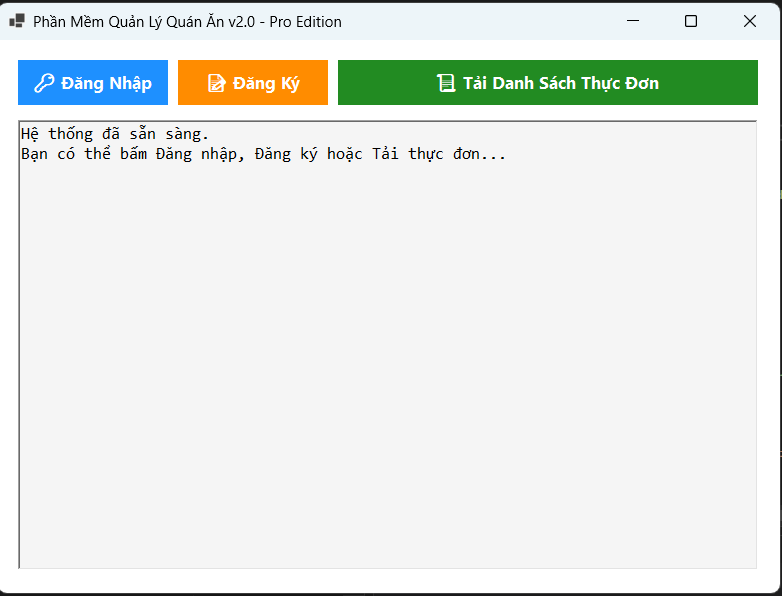 Phần Mềm Quản Lý Quán Ăn v2.0 - Pro Edition
Đăng Nhập
Đăng Ký
Tải Danh Sách Thực Đơn
Hệ thống đã sẵn sàng.
Bạn có thể bấm Đăng nhập, Đăng ký hoặc Tải thực đơn...